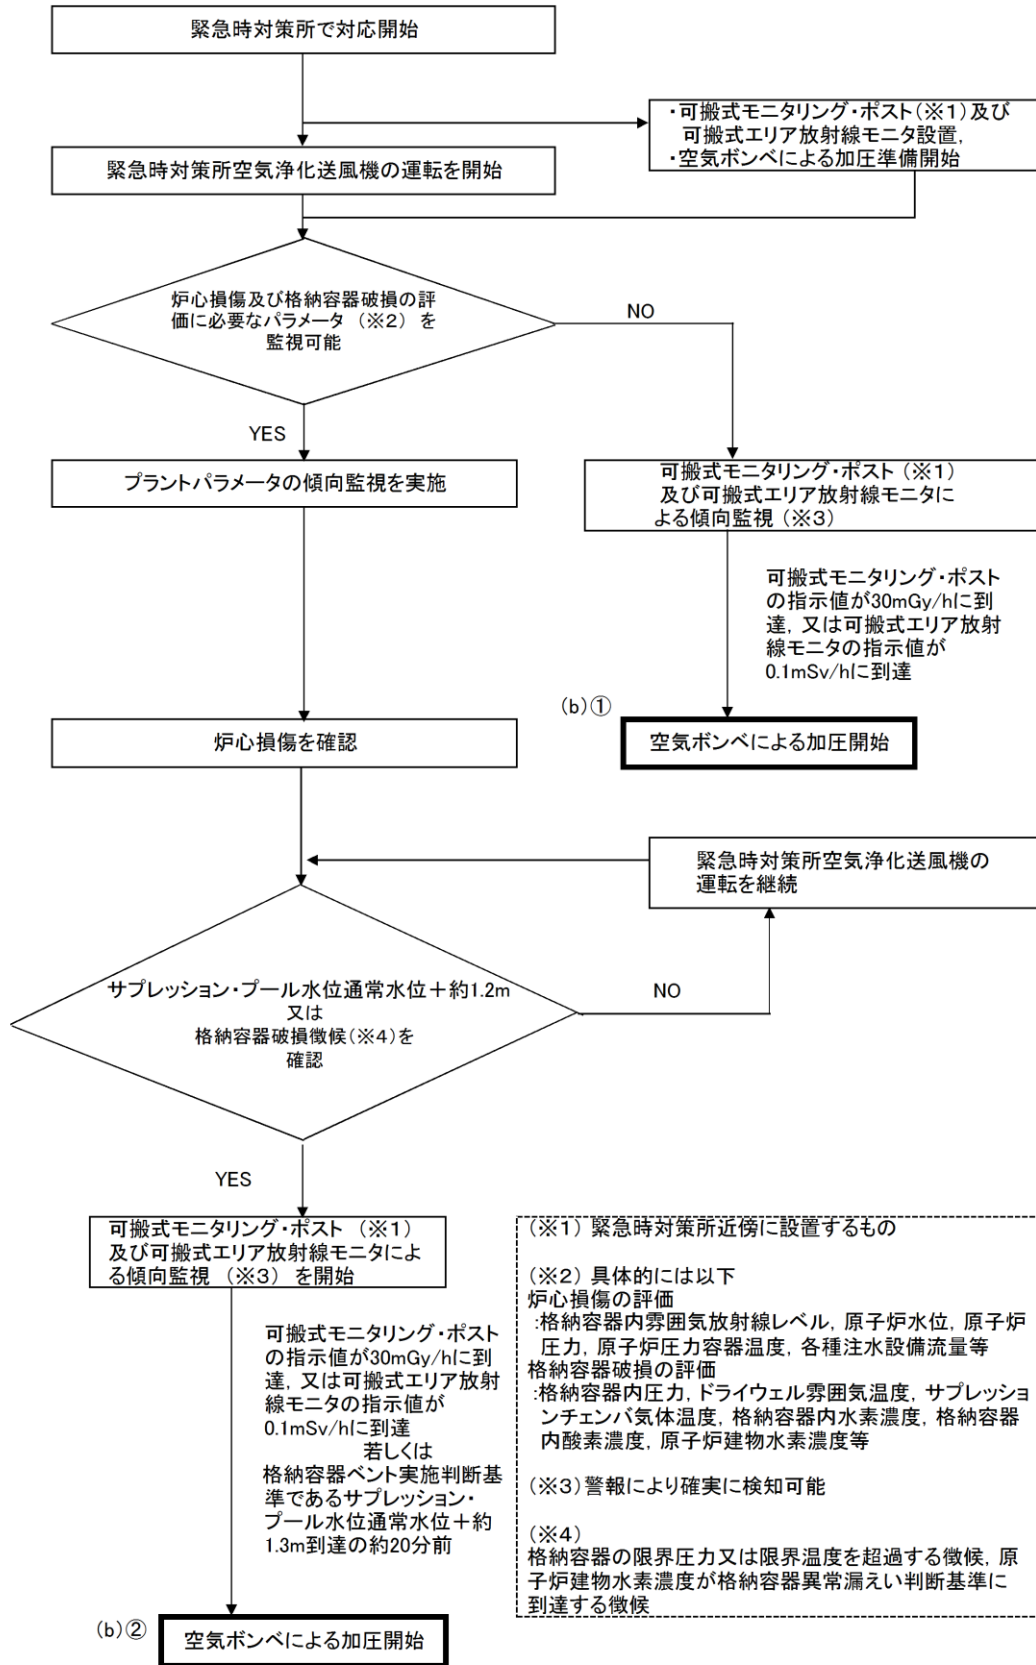 緊急時対策所で対応開始
・可搬式モニタリング・ポスト(※1)及び
可搬式エリア放射線モニタ設置,
・空気ボンベによる加圧準備開始
緊急時対策所空気浄化送風機の運転を開始
炉心損傷及び格納容器破損の評
価に必要なパラメータ (※2) を
監視可能
NO
YES
プラントパラメータの傾向監視を実施
可搬式モニタリング・ポスト (※1)
及び可搬式エリア放射線モニタに
よる傾向監視 (※3)
可搬式モニタリング・ポスト
の指示値が30mGy/hに到
達, 又は可搬式エリア放射
線モニタの指示値が
0.1mSv/hに到達
(b)①
空気ボンベによる加圧開始
炉心損傷を確認
緊急時対策所空気浄化送風機の
運転を継続
サプレッション・プール水位通常水位+約1.2m
又は
格納容器破損徴候(※4)を
確認
NO
YES
可搬式モニタリング・ポスト (※1)
及び可搬式エリア放射線モニタによ
る傾向監視 (※3) を開始
可搬式モニタリング・ポスト
の指示値が30mGy/hに到
達, 又は可搬式エリア放射
線モニタの指示値が
0.1mSv/hに到達
若しくは
格納容器ベント実施判断基
準であるサプレッション・
プール水位通常水位+約
1.3m到達の約20分前
(b)②
空気ボンベによる加圧開始
(※1) 緊急時対策所近傍に設置するもの
(※2) 具体的には以下
炉心損傷の評価
:格納容器内雰囲気放射線レベル, 原子炉水位, 原子炉
圧力, 原子炉圧力容器温度, 各種注水設備流量等
格納容器破損の評価
:格納容器内圧力, ドライウェル雰囲気温度, サプレッショ
ンチェンバ気体温度, 格納容器内水素濃度, 格納容器
内酸素濃度, 原子炉建物水素濃度等
(※3) 警報により確実に検知可能
(※4)
格納容器の限界圧力又は限界温度を超過する徴候, 原
子炉建物水素濃度が格納容器異常漏えい判断基準に
到達する徴候